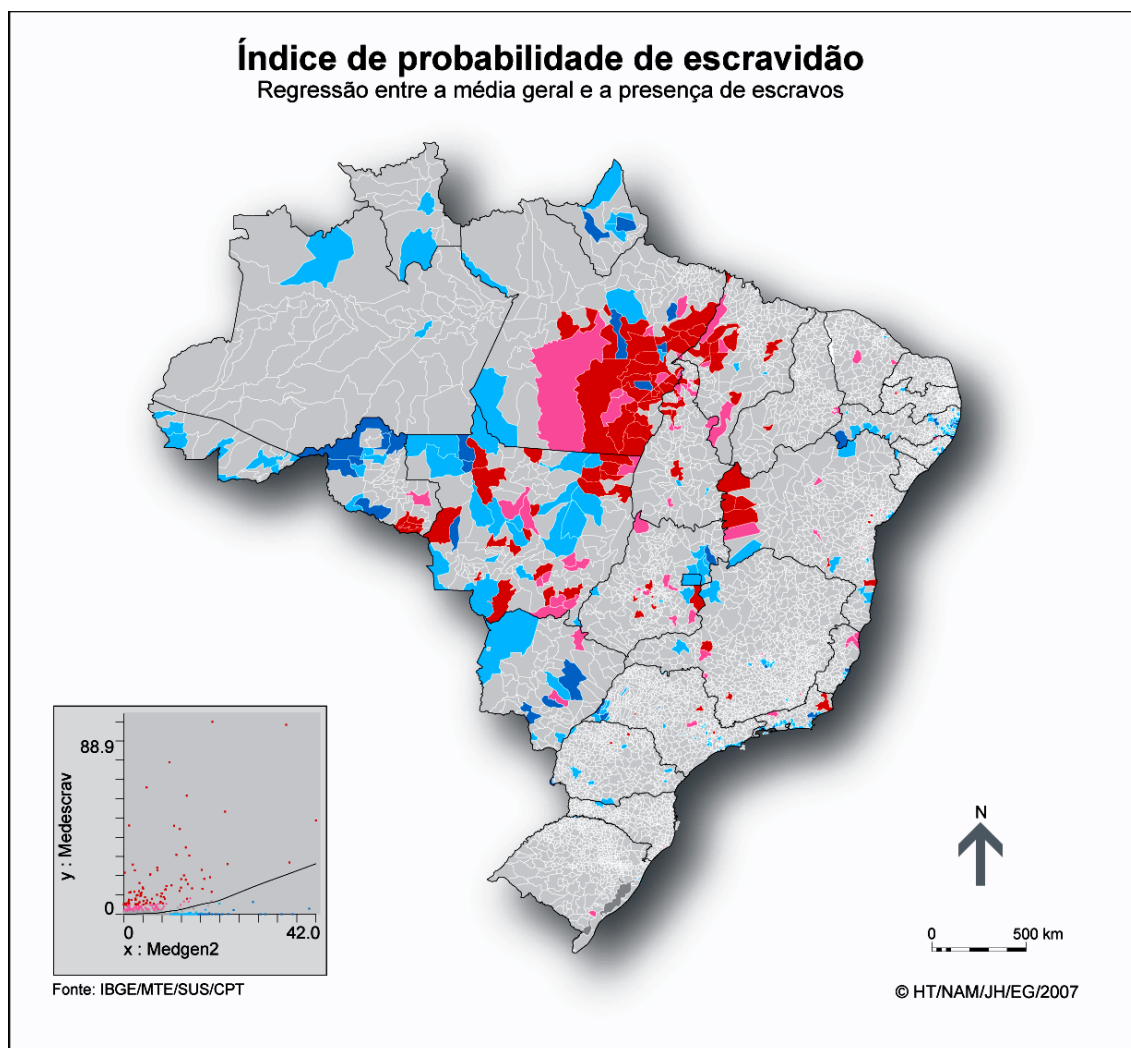 Índice de probabilidade de escravidão
Regressão entre a média geral e a presença de escravos
88.9
y : Medescrav
0
0
42.0
x : Medgen2
N
0
500 km
Fonte: IBGE/MTE/SUS/CPT
© HT/NAM/JH/EG/2007